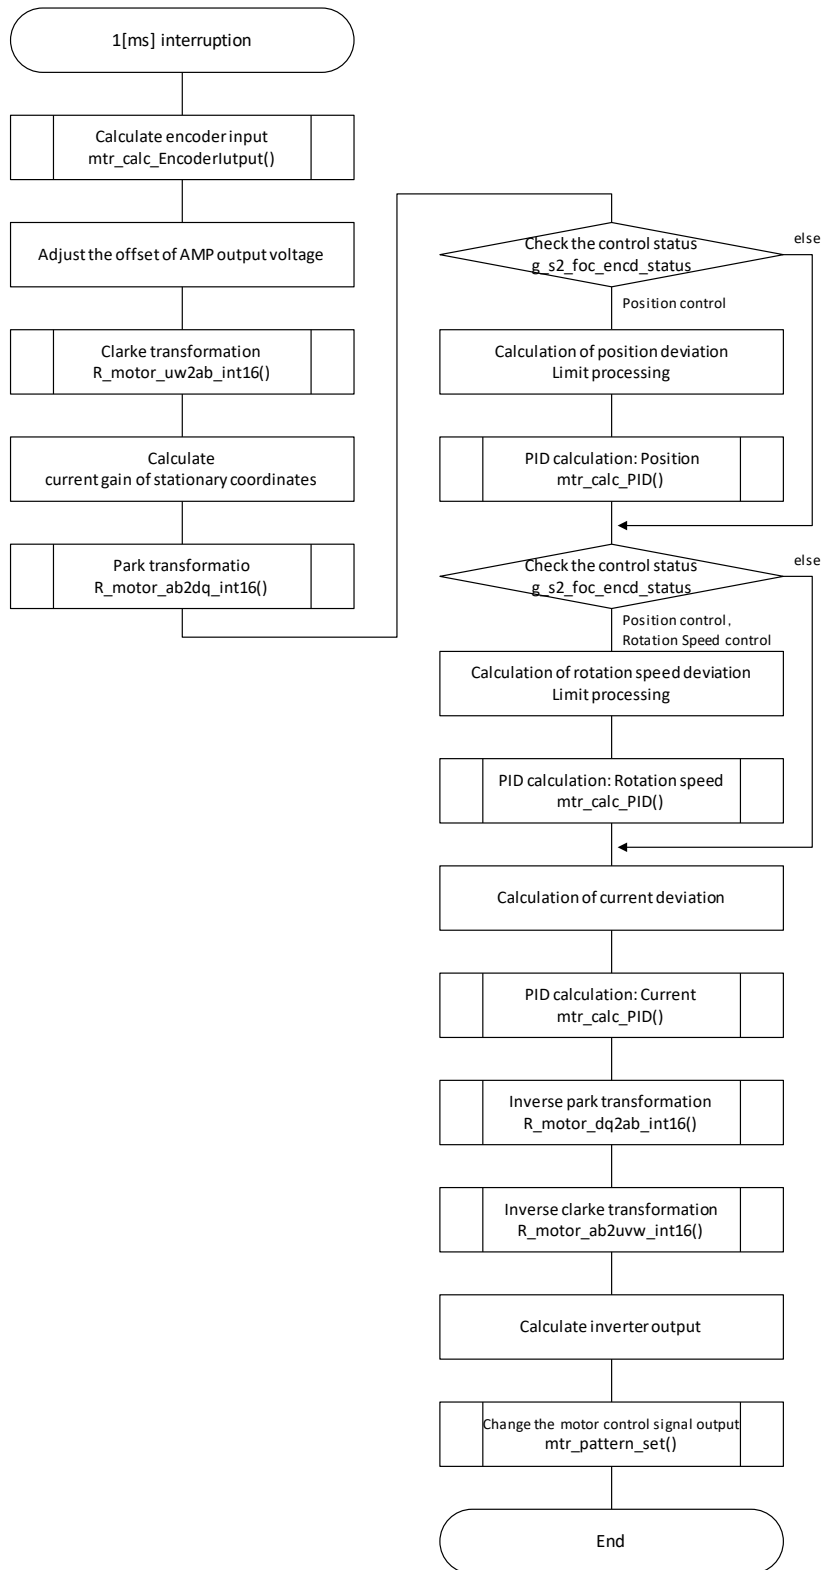 1[ms] interruption
Calculate encoder input
mtr_calc_EncoderIutput()
Adjust the offset of AMP output voltage
Clarke transformation
R_motor_uw2ab_int16()
Calculate
current gain of stationary coordinates
Park transformatio
R_motor_ab2dq_int16()
Check the control status
g_s2_foc_encd_status
else
Position control
Calculation of position deviation
Limit processing
PID calculation: Position
mtr_calc_PID()
Check the control status
g_s2_foc_encd_status
else
Position control,
Rotation Speed control
Calculation of rotation speed deviation
Limit processing
PID calculation: Rotation speed
mtr_calc_PID()
Calculation of current deviation
PID calculation: Current
mtr_calc_PID()
Inverse park transformation
R_motor_dq2ab_int16()
Inverse clarke transformation
R_motor_ab2uvw_int16()
Calculate inverter output
Change the motor control signal output
mtr_pattern_set()
End